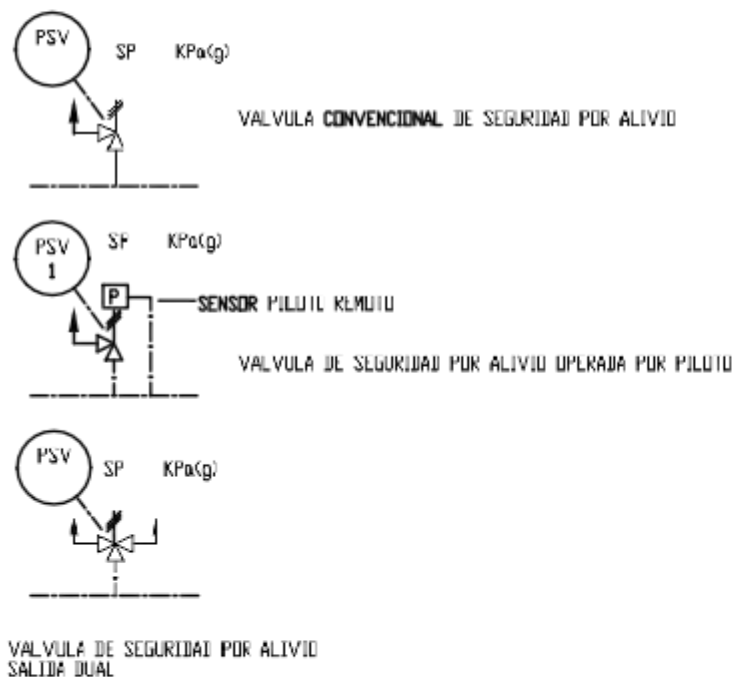 PSV SP KPa(g)
VALVULA CONVENCIONAL DE SEGURIDAD POR ALIVIO
PSV SP KPa(g)
1
P
SENSOR PILOTO REMOTO
VALVULA DE SEGURIDAD POR ALIVIO OPERADA POR PILOTO
PSV SP KPa(g)
VALVULA DE SEGURIDAD POR ALIVIO
SALIDA DUAL